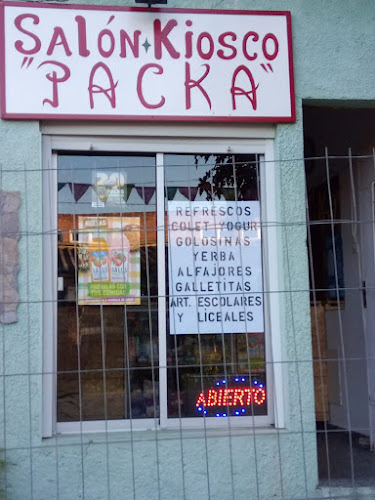 Salón Kiosco
"PACKA"
REFRESCOS
COLET YOGUR
GOLOSINAS
YERBA
ALFAJORES
GALLETITAS
ART. ESCOLARES
Y LICEALES
ABIERTO